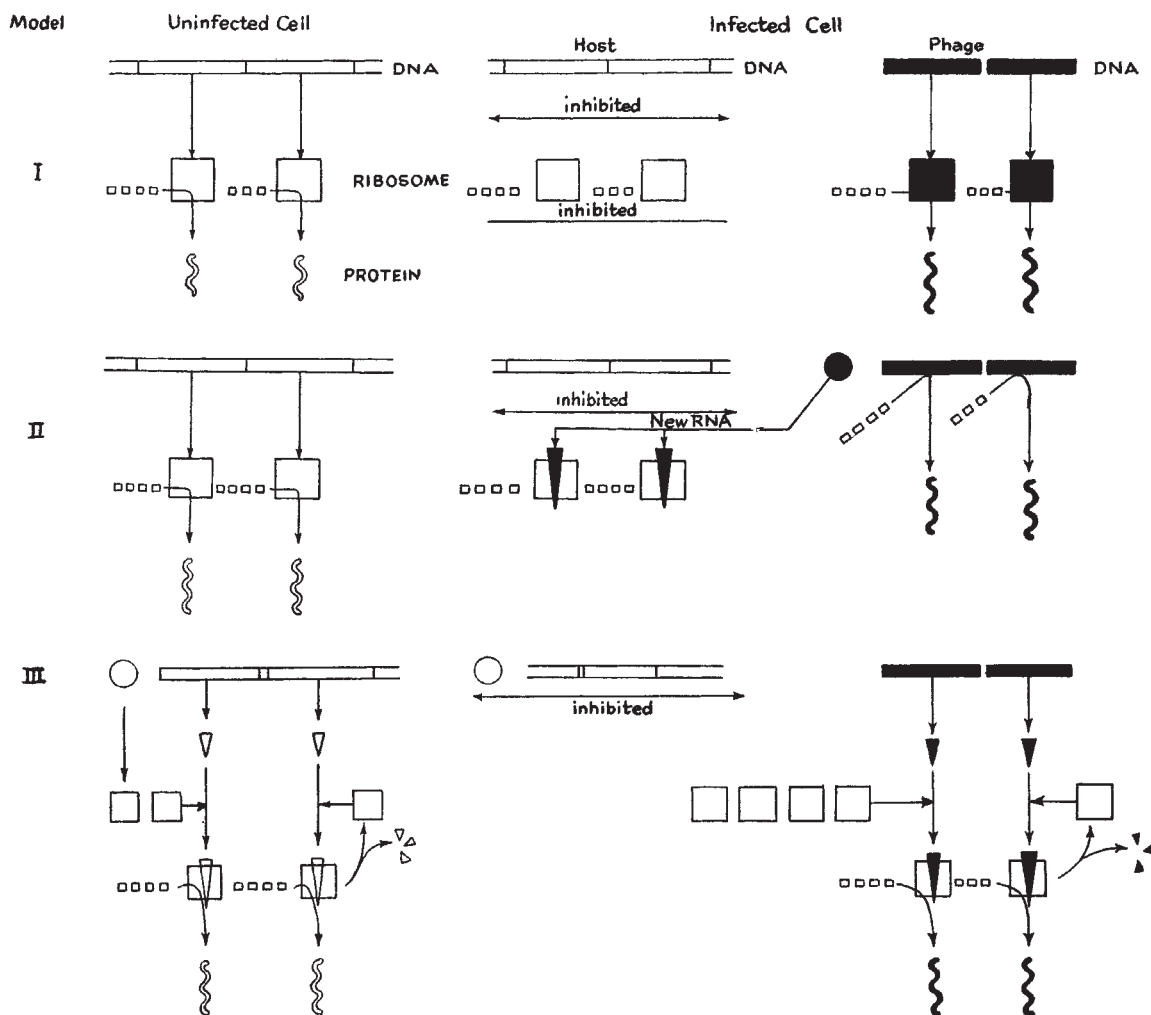 Model Uninfected Cell Infected Cell
Host Phage
DNA DNA DNA
inhibited
I RIBOSOME
inhibited
PROTEIN
inhibited
II New RNA
III
inhibited